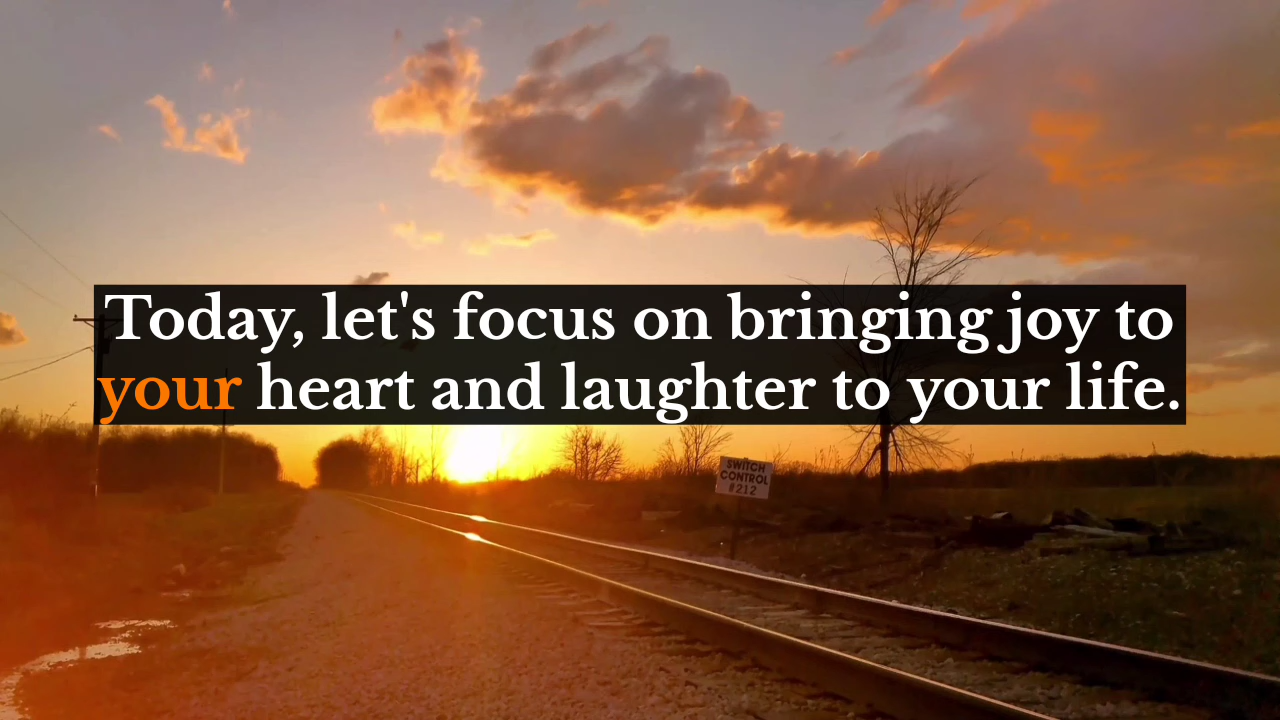 Today, let's focus on bringing joy to
your heart and laughter to your life.
SWITCH
CONTROL
#212